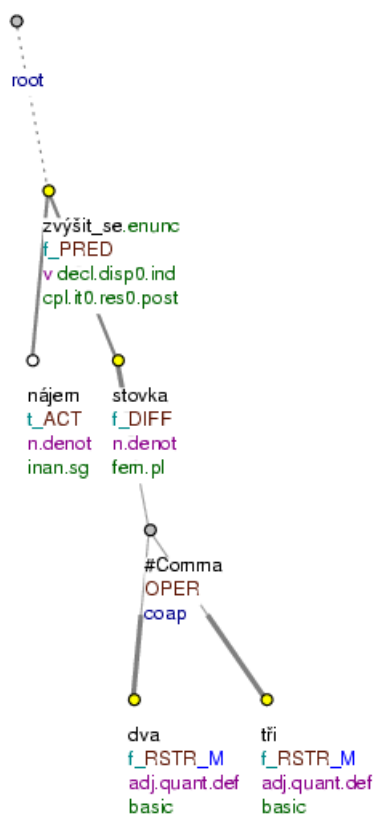 root
zvýšit_se.enunc
f_PRED
v decl.disp0.ind
cpl.it0.res0.post
nájem
t_ACT
n.denot
inan.sg
stovka
f_DIFF
n.denot
fem.pl
#Comma
OPER
coap
dva
f_RSTR_M
adj.quant.def
basic
tři
f_RSTR_M
adj.quant.def
basic